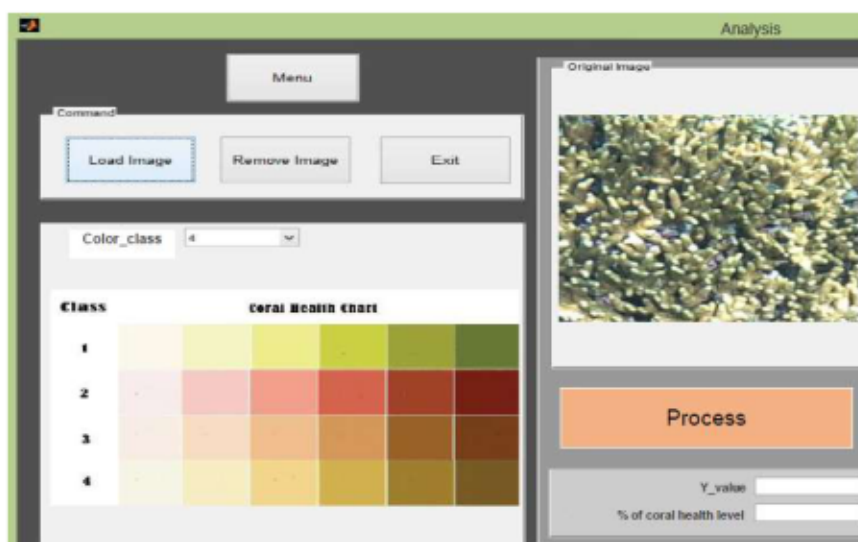 Analysis
Menu
Command
Load Image
Remove Image
Exit
Color_class
4
Class
Coral Health Chart
1
2
3
4
Original Image
Process
Y_value
% of coral health level